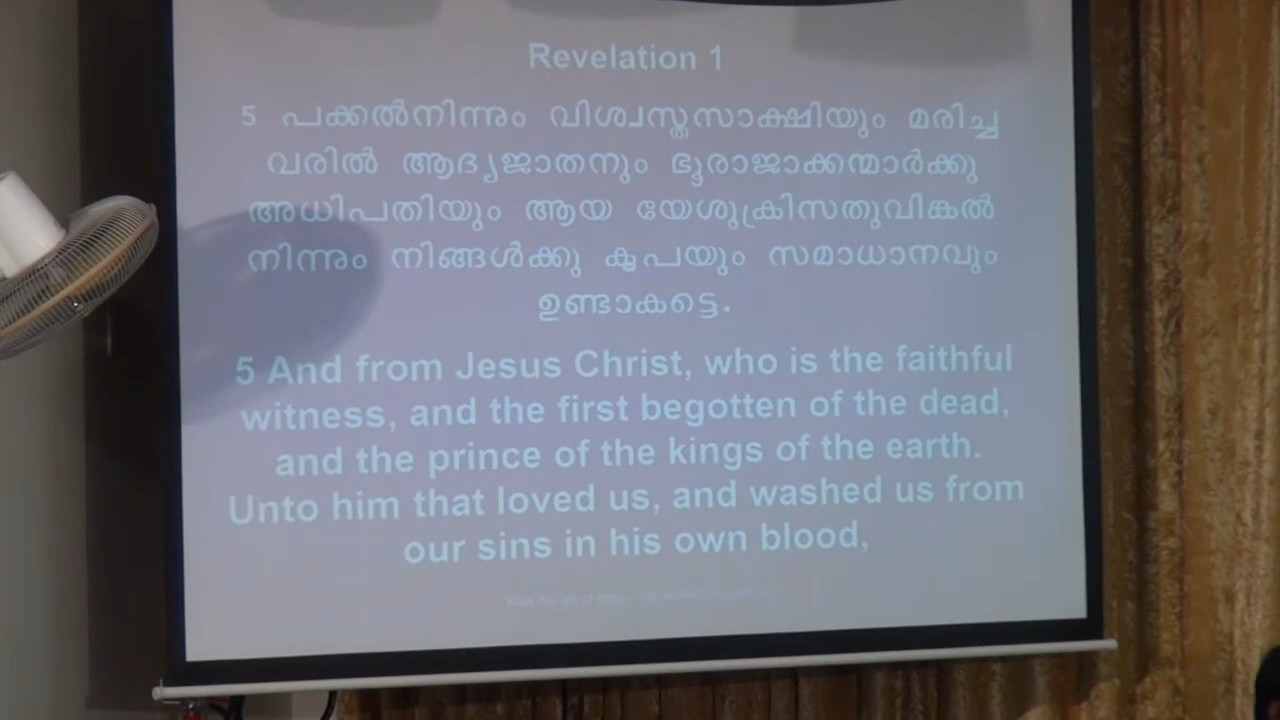 Revelation 1
5 പക്കൽനിന്നും വിശ്വസ്തസാക്ഷിയും മരിച്ച
വരിൽ ആദ്യജാതനും ഭൂരാജാക്കന്മാർക്കു
അധിപതിയും ആയ യേശുക്രിസതുവിങ്കൽ
നിന്നും നിങ്ങൾക്കു കൃപയും സമാധാനവും
ഉണ്ടാകട്ടെ.
5 And from Jesus Christ, who is the faithful
witness, and the first begotten of the dead,
and the prince of the kings of the earth.
Unto him that loved us, and washed us from
our sins in his own blood,